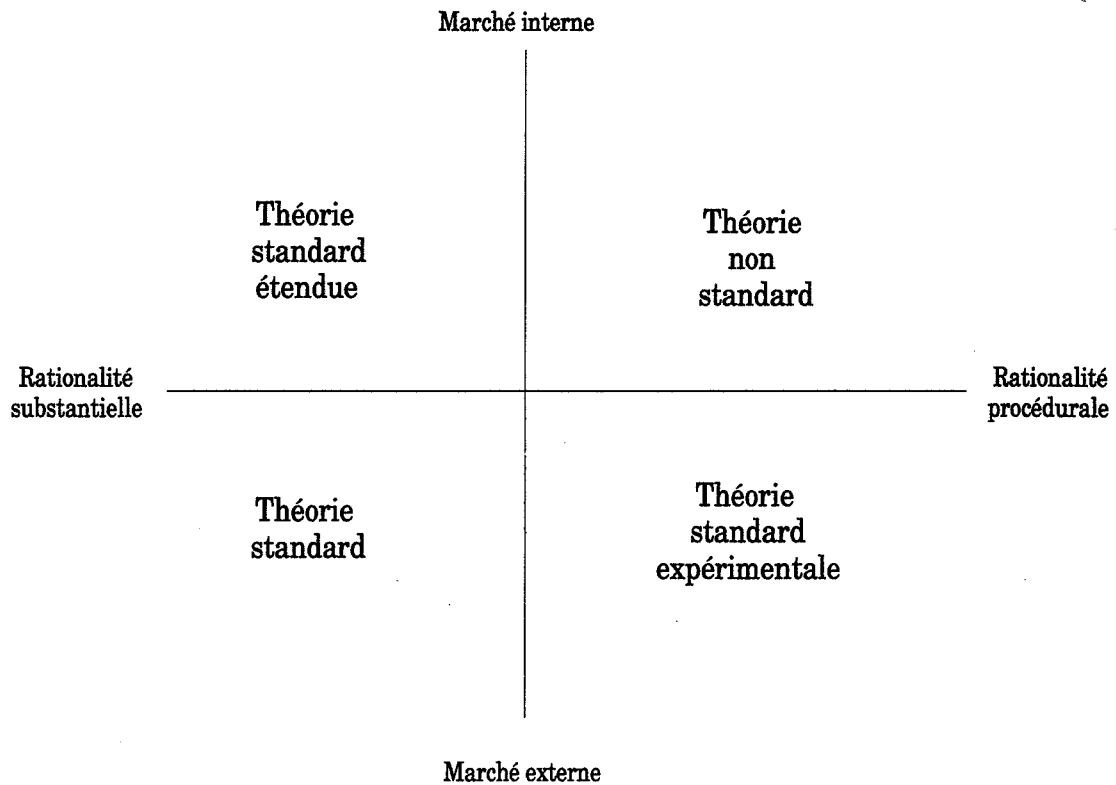 Marché interne
Théorie
standard
étendue
Théorie
non
standard
Rationalité
substantielle
Rationalité
procédurale
Théorie
standard
Théorie
standard
expérimentale
Marché externe